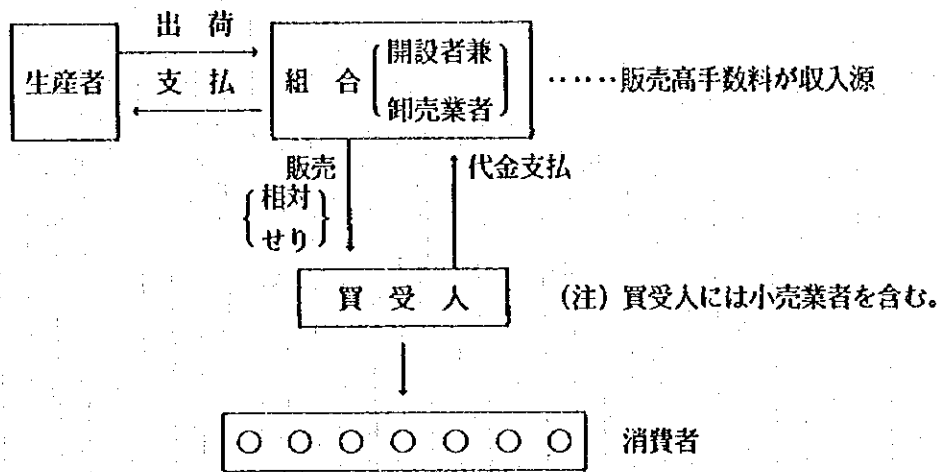 出荷
生産者
支払
組合
開設者兼
卸売業者
……販売高手数料が収入源
販売
相対
せり
代金支払
買受人
(注)買受人には小売業者を含む。
○○○○○○○
消費者